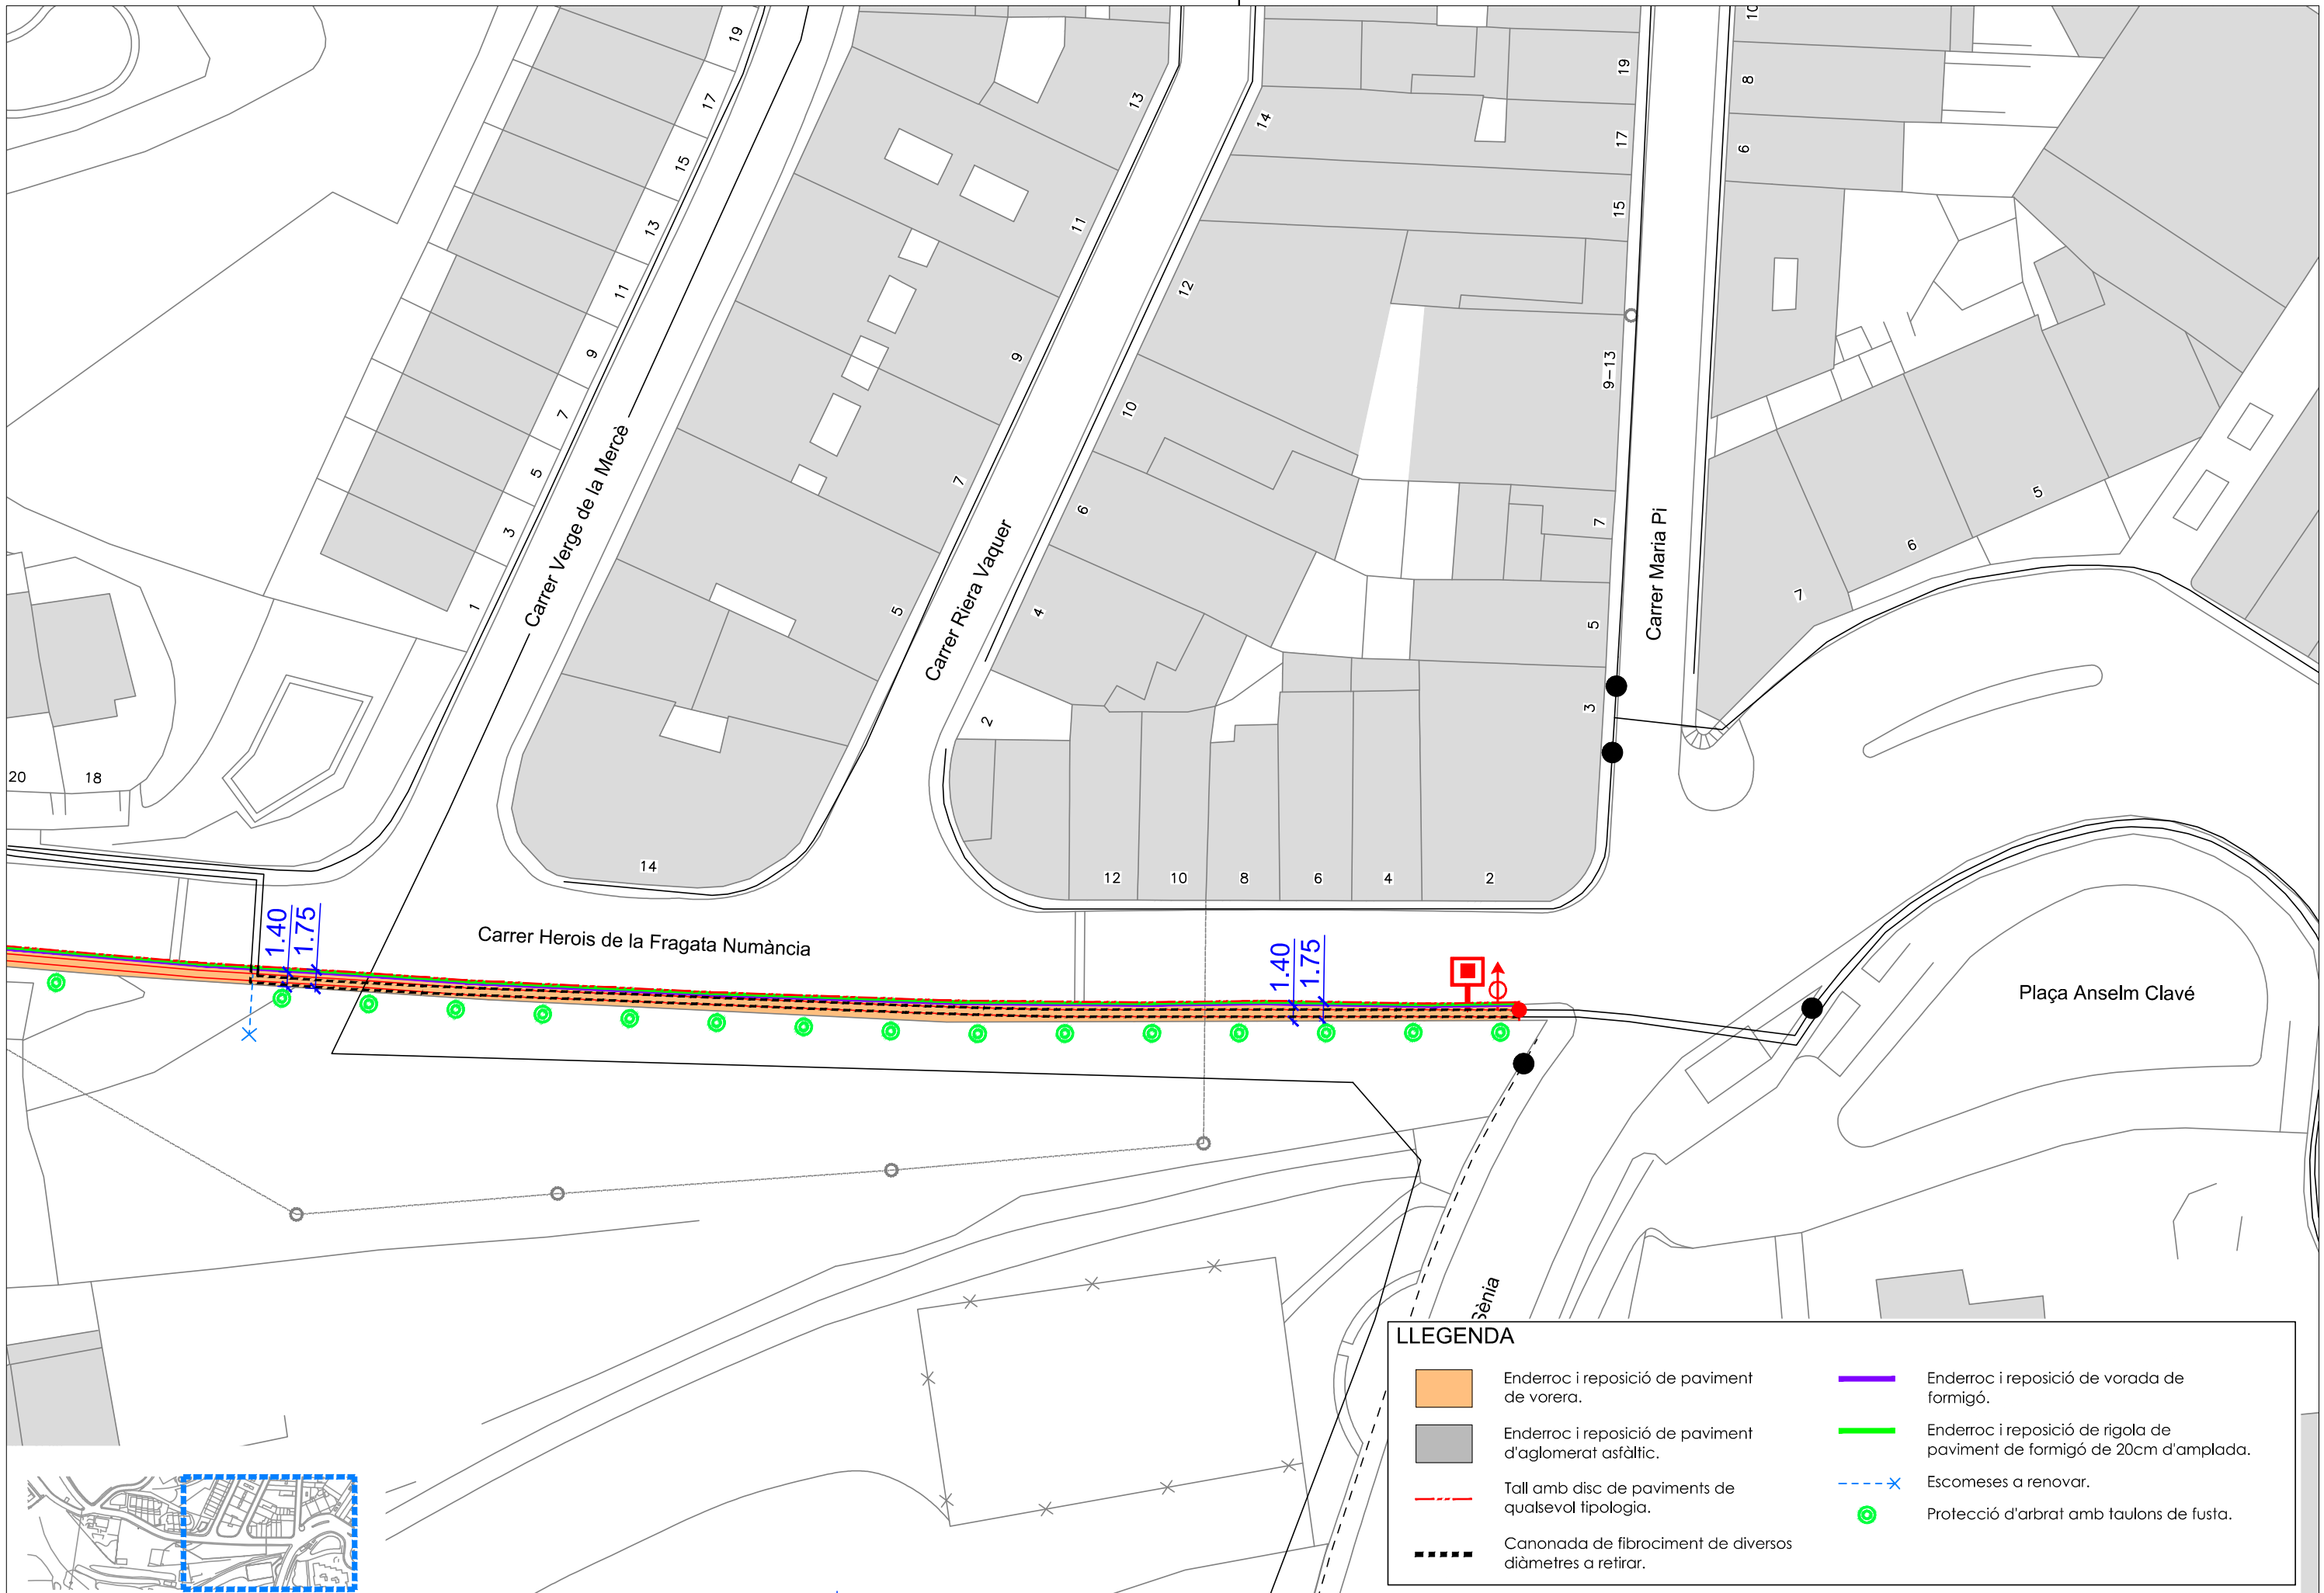 19
17
15
13
11
9
7
5
3
1
Carrer Verge de la Mercè
13
11
9
7
5
14
Carrer Riera Vaquer
14
12
10
6
4
2
12
10
8
6
4
2
19
17
15
9-13
7
5
3
Carrer Maria Pi
10
8
6
7
6
5
20
18
Carrer Herois de la Fragata Numància
1.40
1.75
1.40
1.75
Plaça Anselm Clavé
Sènia
LLEGENDA
Enderroc i reposició de paviment
de vorera.
Enderroc i reposició de paviment
d'aglomerat asfàltic.
Tall amb disc de paviments de
qualsevol tipologia.
Canonada de fibrociment de diversos
diàmetres a retirar.
Enderroc i reposició de vorada de
formigó.
Enderroc i reposició de rigola de
paviment de formigó de 20cm d'amplada.
Escomeses a renovar.
Protecció d'arbrat amb taulons de fusta.